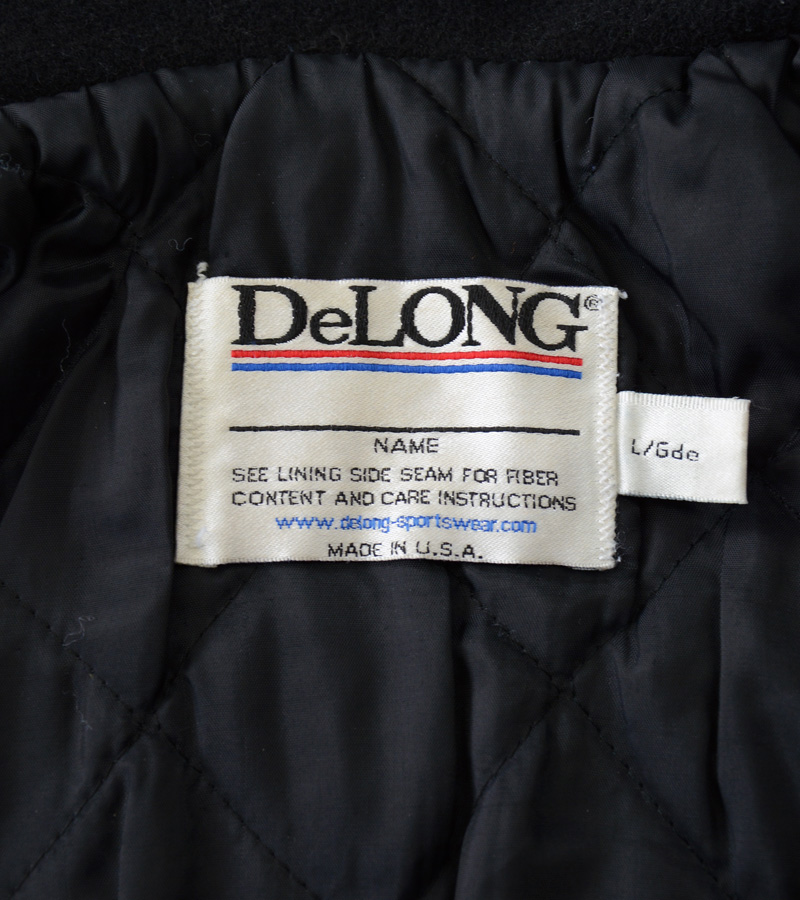 DeLONG®
NAME
SEE LINING SIDE SEAM FOR FIBER
CONTENT AND CARE INSTRUCTIONS
www.delong-sportswear.com
MADE IN U.S.A.
L/Gde